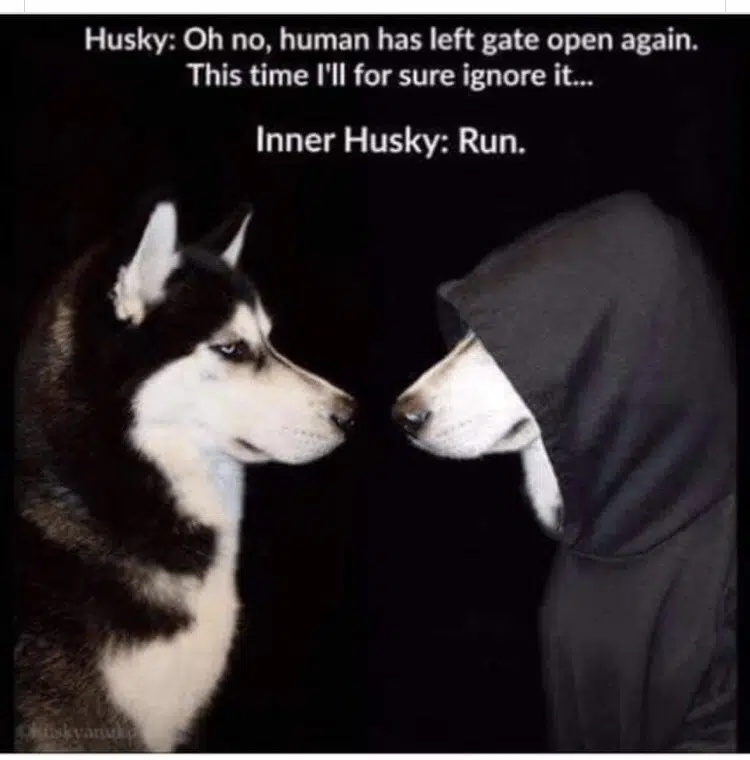 Husky: Oh no, human has left gate open again.
This time I'll for sure ignore it...
Inner Husky: Run.